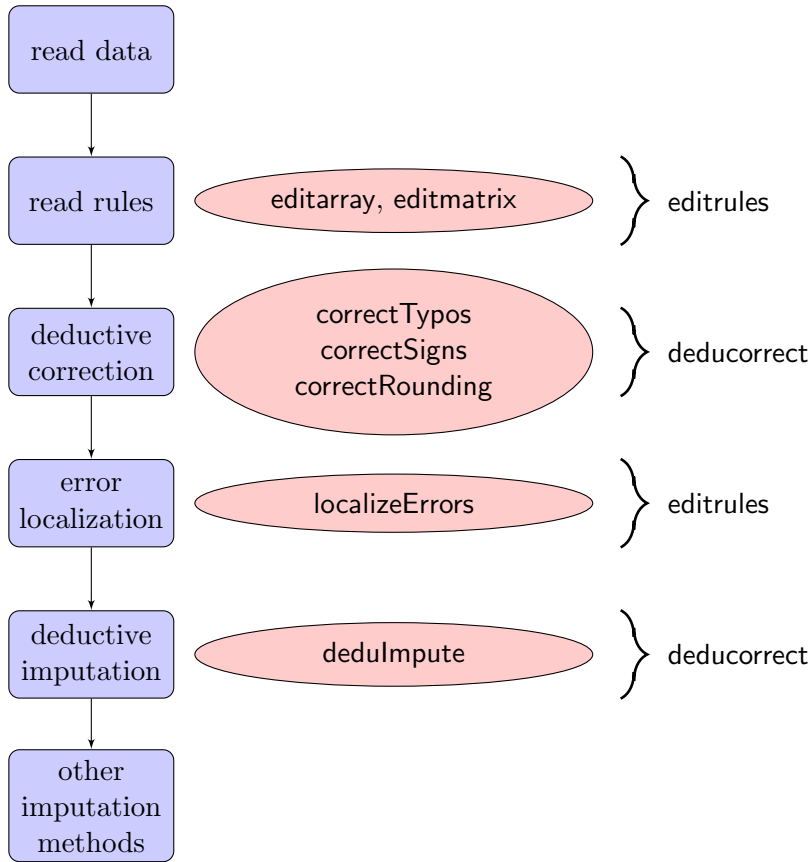 read data
read rules
editarray, editmatrix
editrules
deductive
correction
correctTypos
correctSigns
correctRounding
deducorrect
error
localization
localizeErrors
editrules
deductive
imputation
deduImpute
deducorrect
other
imputation
methods